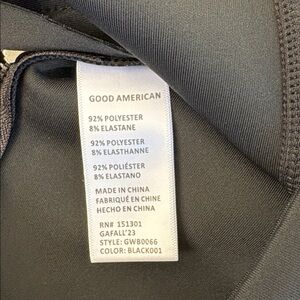 GOOD AMERICAN
92% POLYESTER
8% ELASTANE
92% POLYESTER
8% ELASTHANNE
92% POLIÉSTER
8% ELASTANO
MADE IN CHINA
FABRIQUÉ EN CHINE
HECHO EN CHINA
RN# 151301
GAFALL'23
STYLE: GWB0066
COLOR: BLACK001